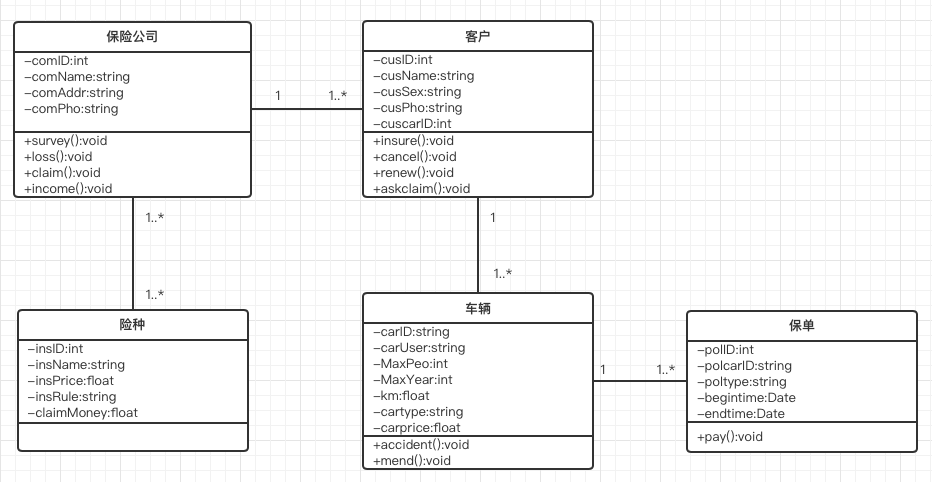 保险公司
–comID:int
–comName:string
–comAddr:string
–comPho:string
+survey():void
+loss():void
+claim():void
+income():void
1
1..*
客户
–cusID:int
–cusName:string
–cusSex:string
–cusPho:string
–cuscarID:int
+insure():void
+cancel():void
+renew():void
+askclaim():void
1..*
1..*
1
1..*
险种
–insID:int
–insName:string
–insPrice:float
–insRule:string
–claimMoney:float
车辆
–carID:string
–carUser:string
–MaxPeo:int
–MaxYear:int
–km:float
–cartype:string
–carprice:float
+accident():void
+mend():void
1
1..*
保单
–polID:int
–polcarID:string
–poltype:string
–begintime:Date
–endtime:Date
+pay():void